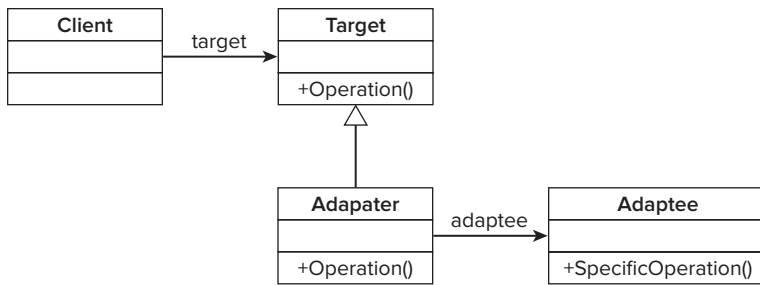 Client
target
Target
+Operation()
Adapater
adaptee
Adaptee
+Operation()
+SpecificOperation()